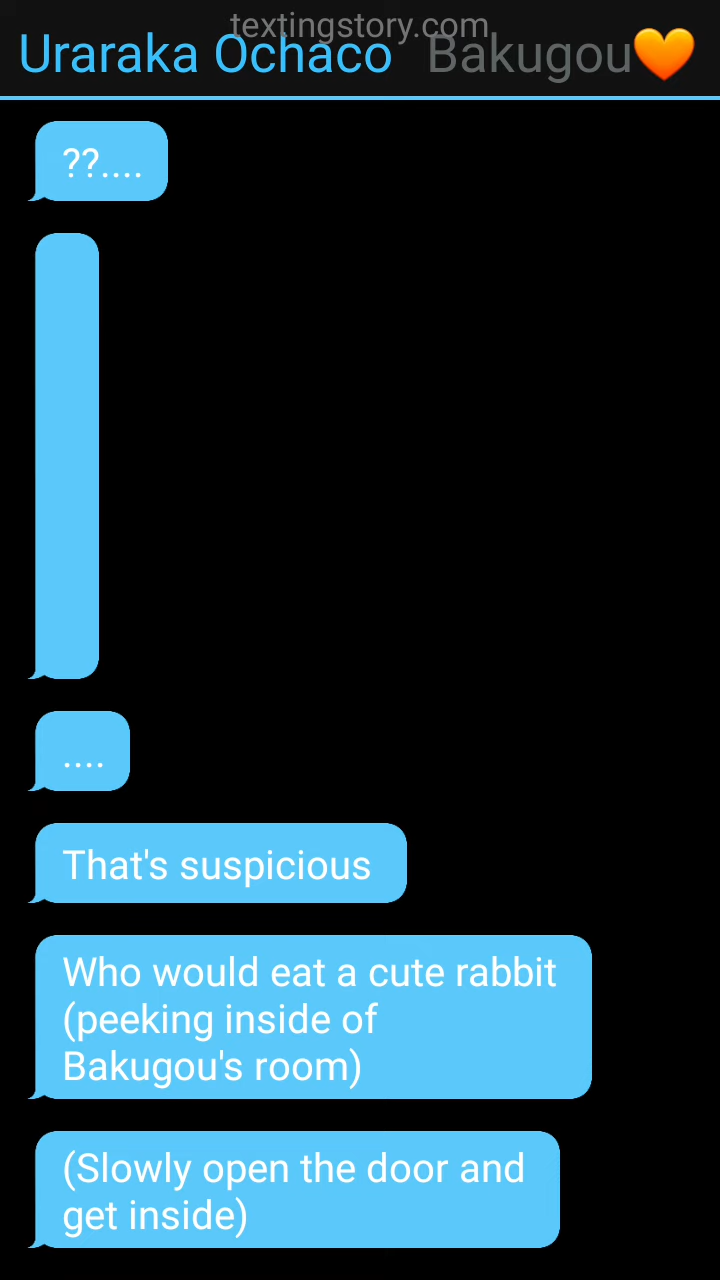 textingstory.com
Uraraka Ochaco Bakugou🧡
??....
....
That's suspicious
Who would eat a cute rabbit
(peeking inside of
Bakugou's room)
(Slowly open the door and
get inside)